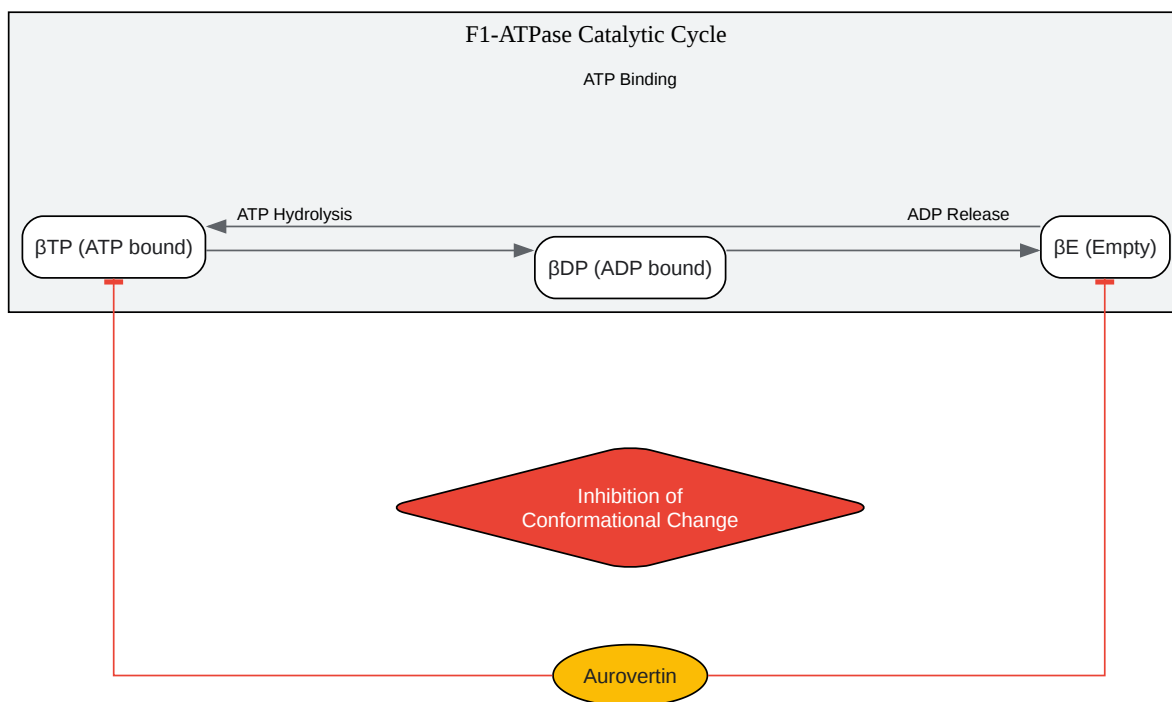 F1-ATPase Catalytic Cycle
ATP Binding
ATP Hydrolysis
ADP Release
βTP (ATP bound)
βDP (ADP bound)
βE (Empty)
Inhibition of
Conformational Change
Aurovertin